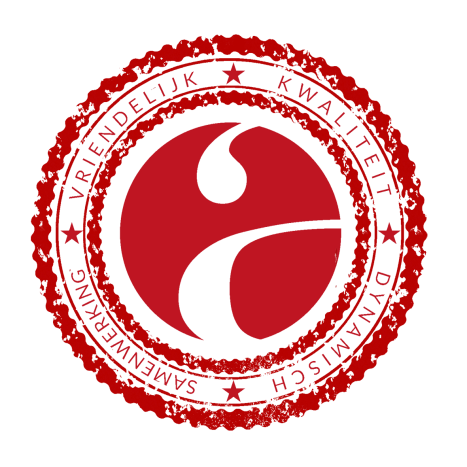 VRIENDELIJK
KWALITEIT
DYNAMISCH
SAMENWERKING